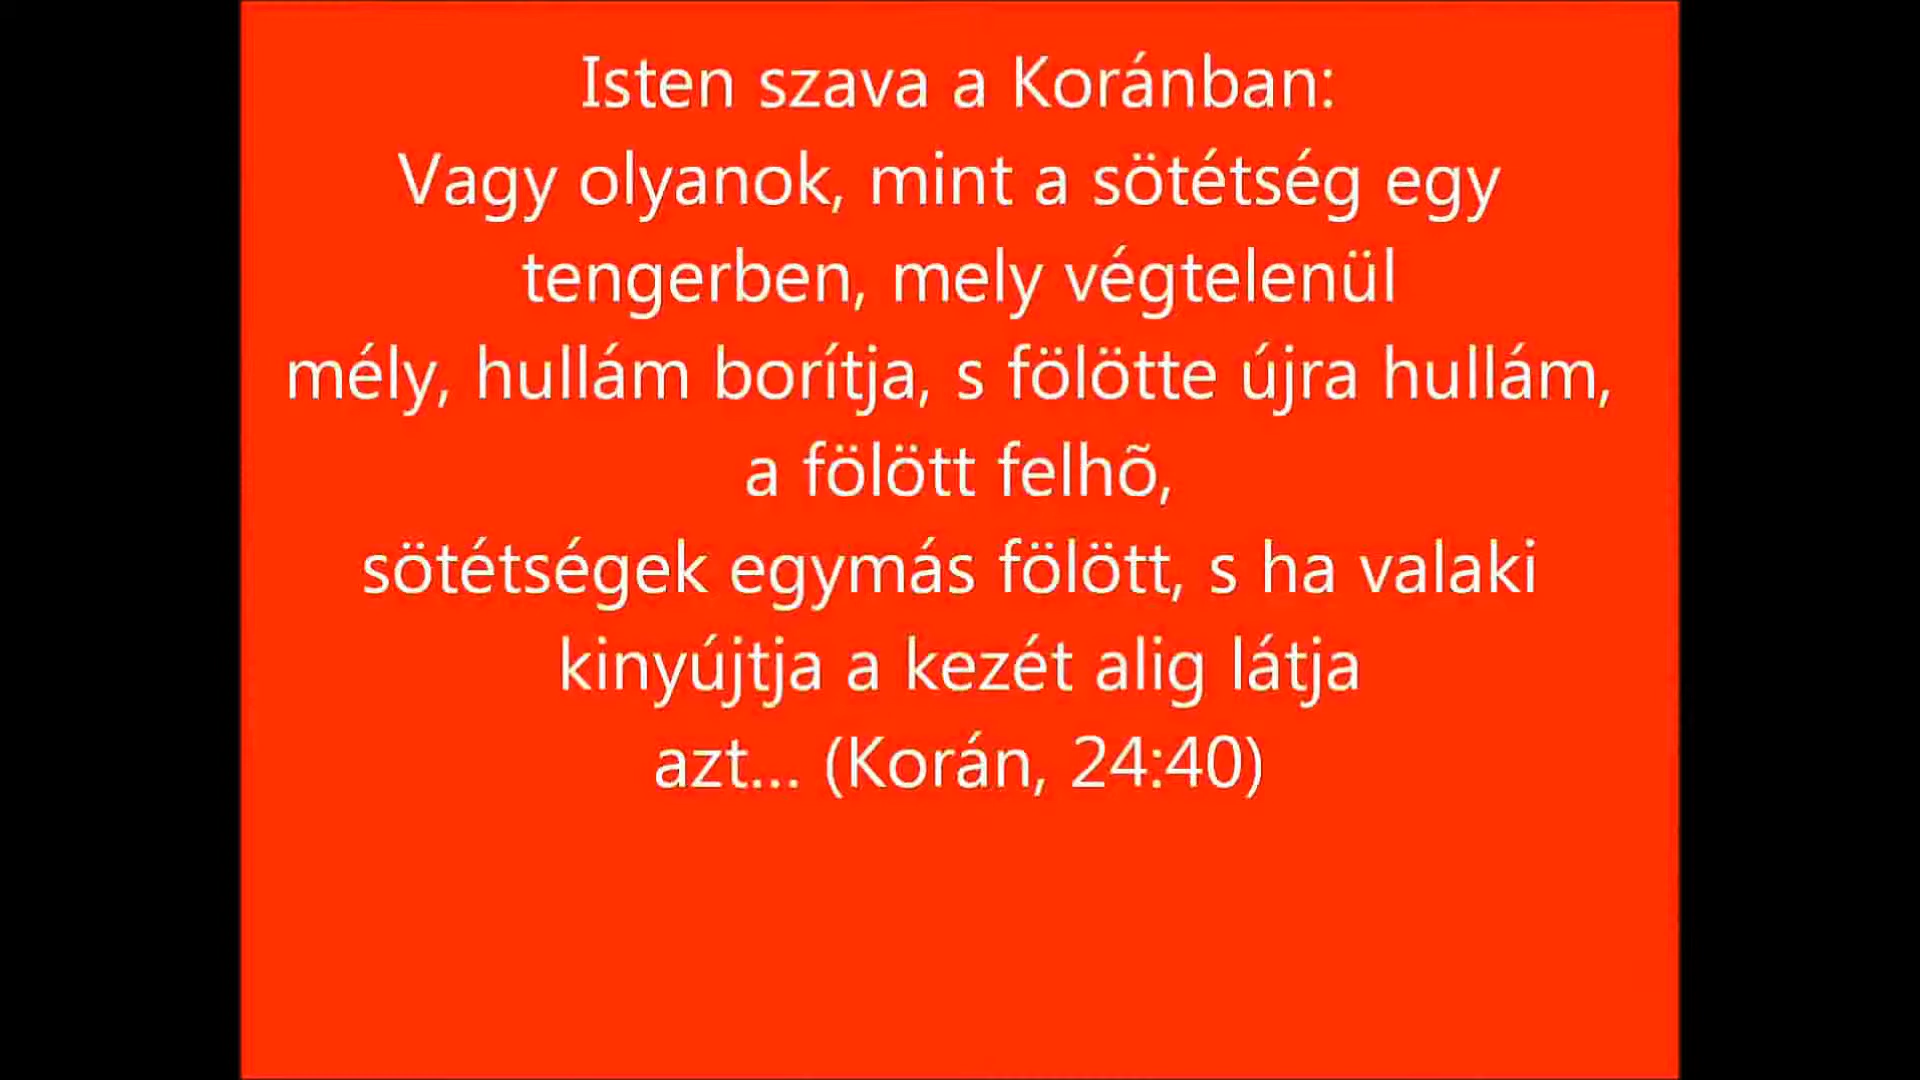 Isten szava a Koránban:
Vagy olyanok, mint a sötétség egy
tengerben, mely végtelenül
mély, hullám borítja, s fölötte újra hullám,
a fölött felhõ,
sötétségek egymás fölött, s ha valaki
kinyújtja a kezét alig látja
azt... (Korán, 24:40)